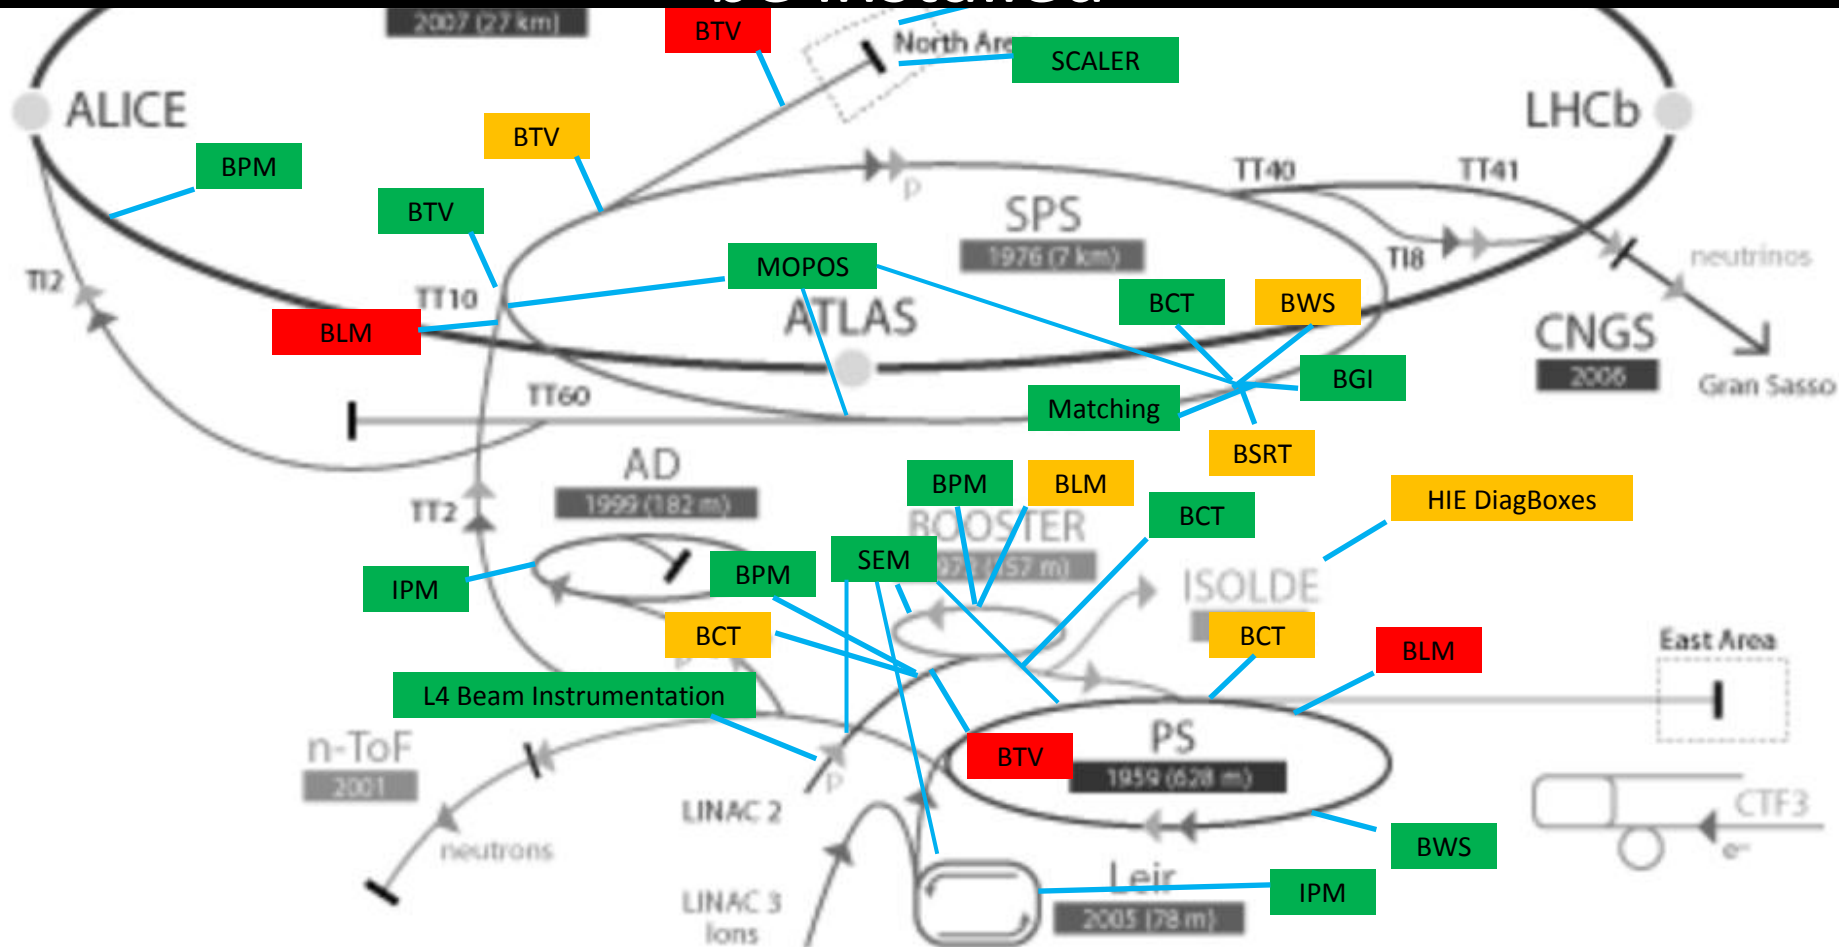 2007 (27 km)
BTV
North Area
SCALER
ALICE
LHCb
BTV
BPM
TT40
TT41
P
BTV
SPS
1976 (7 km)
MOPOS
TI8
neutrinos
TI2
TT10
BCT
BWS
ATLAS
BLM
CNGS
2006
BGI
Gran Sasso
TT60
Matching
BSRT
AD
1999 (182 m)
BPM
BLM
HIE DiagBoxes
TT2
BCT
BOOSTER
SEM
BPM
IPM
ISOLDE
BCT
BCT
East Area
BLM
L4 Beam Instrumentation
n-ToF
2001
PS
BTV
1959 (628 m)
P
LINAC 2
CTF3
neutrons
BWS
e-
Leir
IPM
LINAC 3
Ions
2005 (78 m)